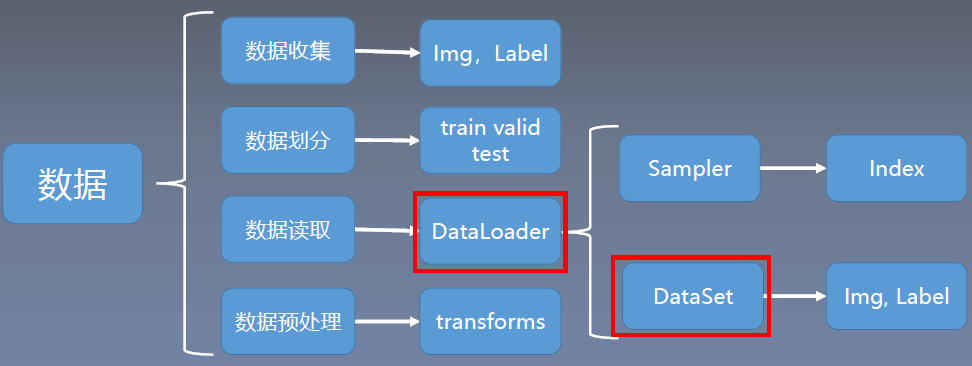 数据
数据收集
Img，Label
数据划分
train valid
test
数据读取
DataLoader
数据预处理
transforms
Sampler
Index
DataSet
Img, Label